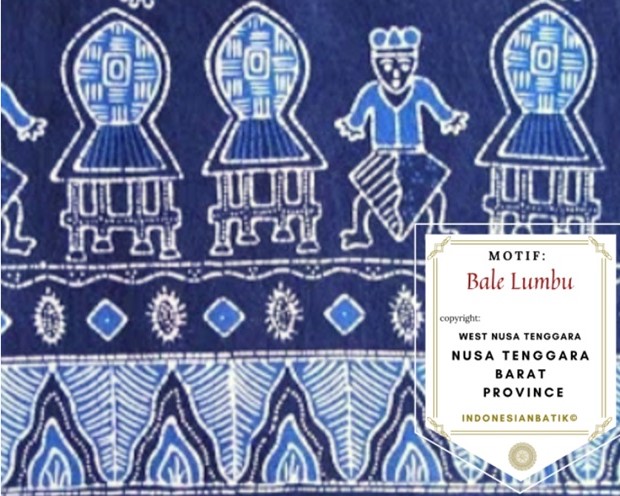 MOTIF:
Bale Lumbu
copyright:
WEST NUSA TENGGARA
NUSA TENGGARA
BARAT
PROVINCE
INDONESIANBATIK©